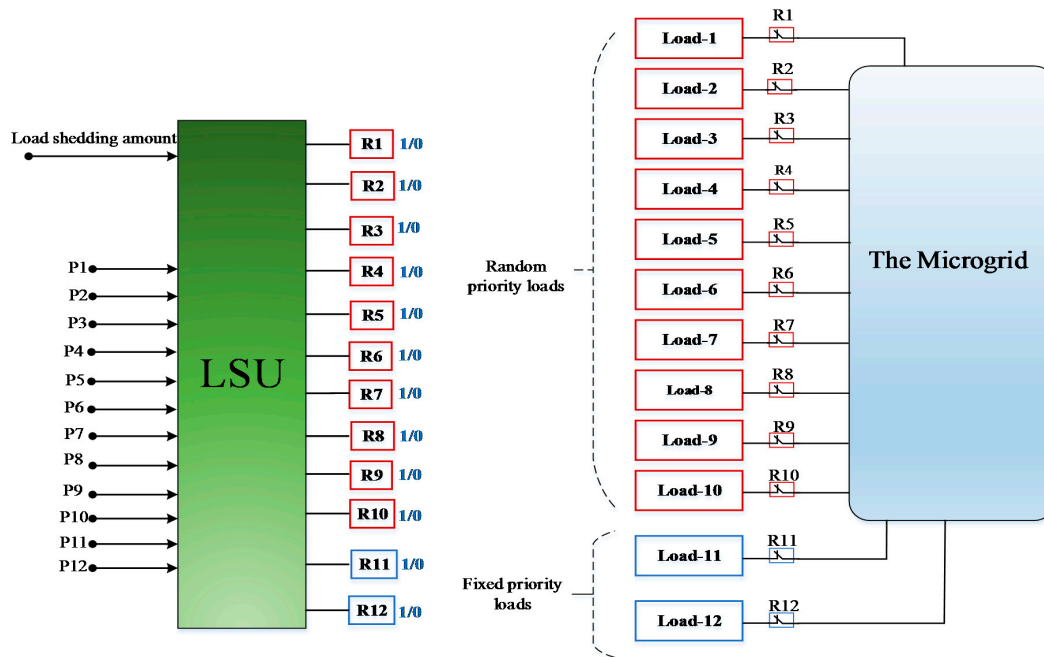 Load shedding amount
P1
P2
P3
P4
P5
P6
P7
P8
P9
P10
P11
P12
LSU
R1 1/0
R2 1/0
R3 1/0
R4 1/0
R5 1/0
R6 1/0
R7 1/0
R8 1/0
R9 1/0
R10 1/0
R11 1/0
R12 1/0
Random
priority loads
Fixed priority
loads
Load-1 R1
Load-2 R2
Load-3 R3
Load-4 R4
Load-5 R5
Load-6 R6
Load-7 R7
Load-8 R8
Load-9 R9
Load-10 R10
Load-11 R11
Load-12 R12
The Microgrid